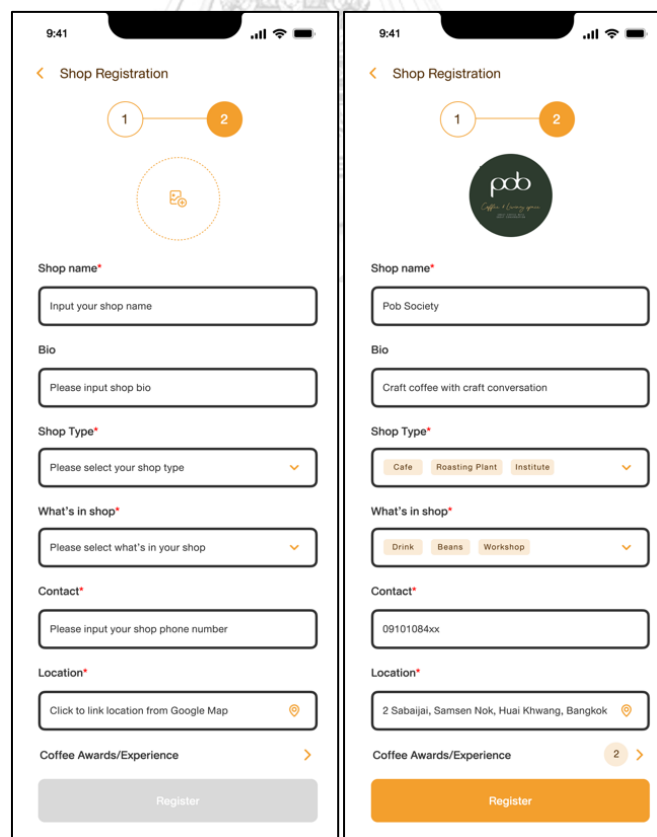 9:41
Shop Registration
1
2
Shop name*
Input your shop name
Bio
Please input shop bio
Shop Type*
Please select your shop type
What's in shop*
Please select what's in your shop
Contact*
Please input your shop phone number
Location*
Click to link location from Google Map
Coffee Awards/Experience
Register
9:41
Shop Registration
1
2
pob
Coffee + Living space
Shop name*
Pob Society
Bio
Craft coffee with craft conversation
Shop Type*
Cafe Roasting Plant Institute
What's in shop*
Drink Beans Workshop
Contact*
09101084xx
Location*
2 Sabaijai, Samsen Nok, Huai Khwang, Bangkok
Coffee Awards/Experience 2
Register